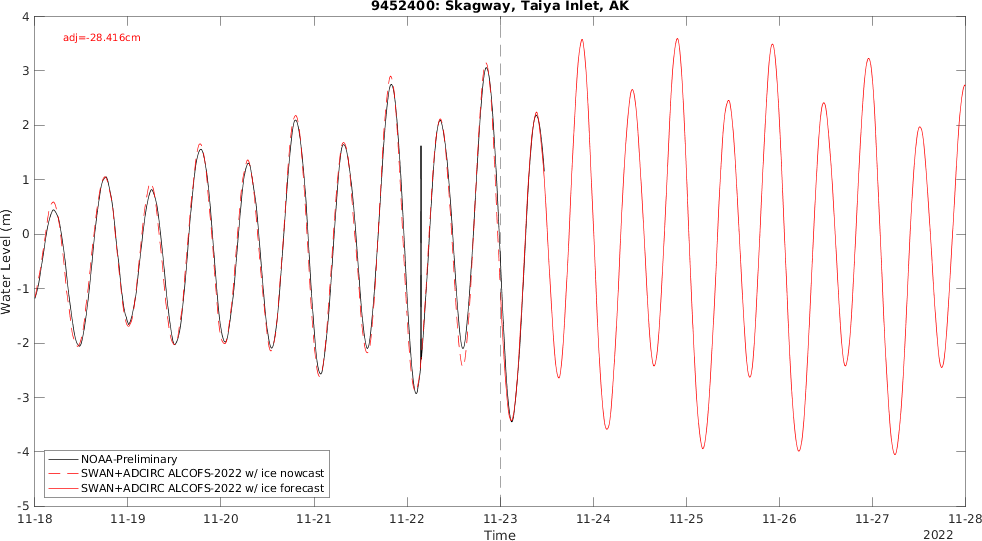 9452400: Skagway, Taiya Inlet, AK
adj=-28.416cm
4
3
2
1
0
-1
-2
-3
-4
-5
Water Level (m)
NOAA-Preliminary
SWAN+ADCIRC ALCOFS-2022 w/ ice nowcast
SWAN+ADCIRC ALCOFS-2022 w/ ice forecast
11-18 11-19 11-20 11-21 11-22 11-23 11-24 11-25 11-26 11-27 11-28
Time
2022